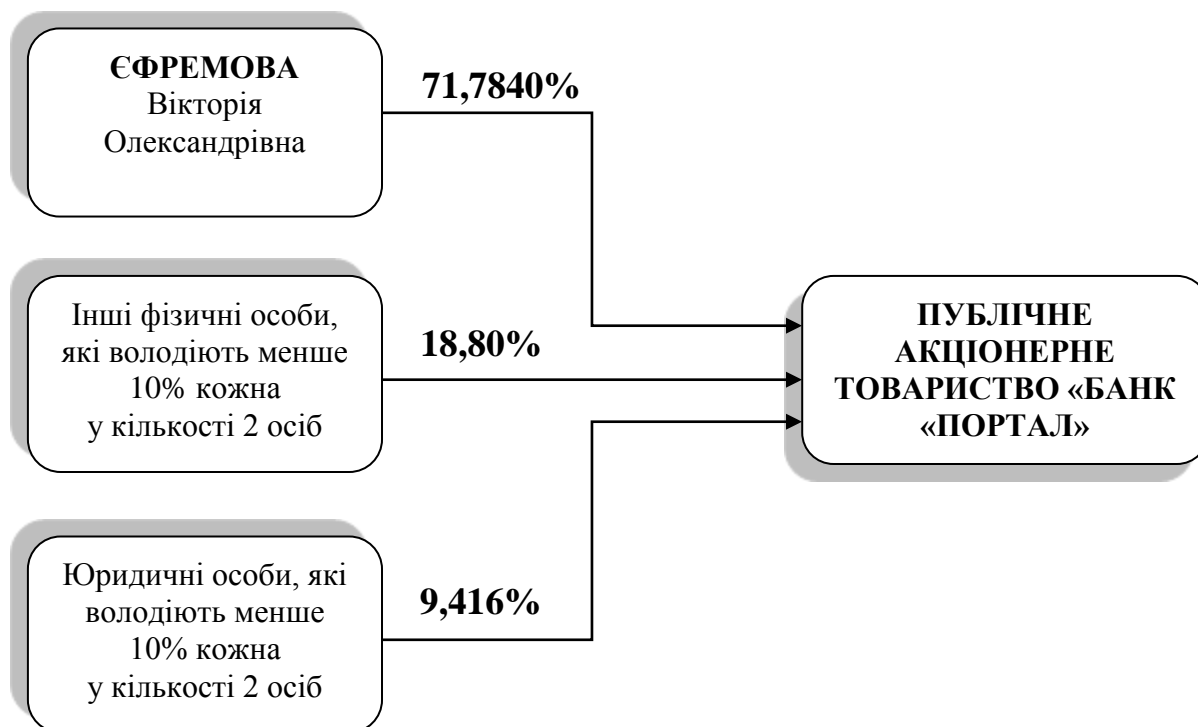 ЄФРЕМОВА
Вікторія
Олександрівна
71,7840%
Інші фізичні особи,
які володіють менше
10% кожна
у кількості 2 осіб
18,80%
Юридичні особи, які
володіють менше
10% кожна
у кількості 2 осіб
9,416%
ПУБЛІЧНЕ
АКЦІОНЕРНЕ
ТОВАРИСТВО «БАНК
«ПОРТАЛ»